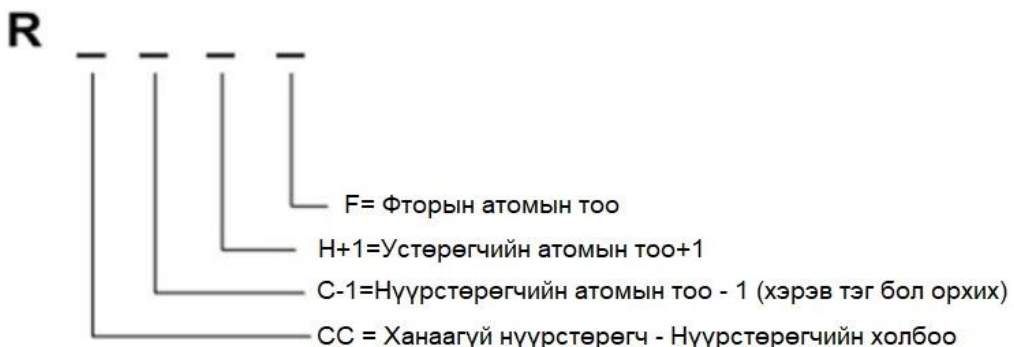 R _ _ _ _
F= Фторын атомын тоо
H+1=Устөрөгчийн атомын тоо+1
C-1=Нүүрстөрөгчийн атомын тоо - 1 (хэрэв тэг бол орхих)
CC = Ханаагүй нүүрстөрөгч - Нүүрстөрөгчийн холбоо